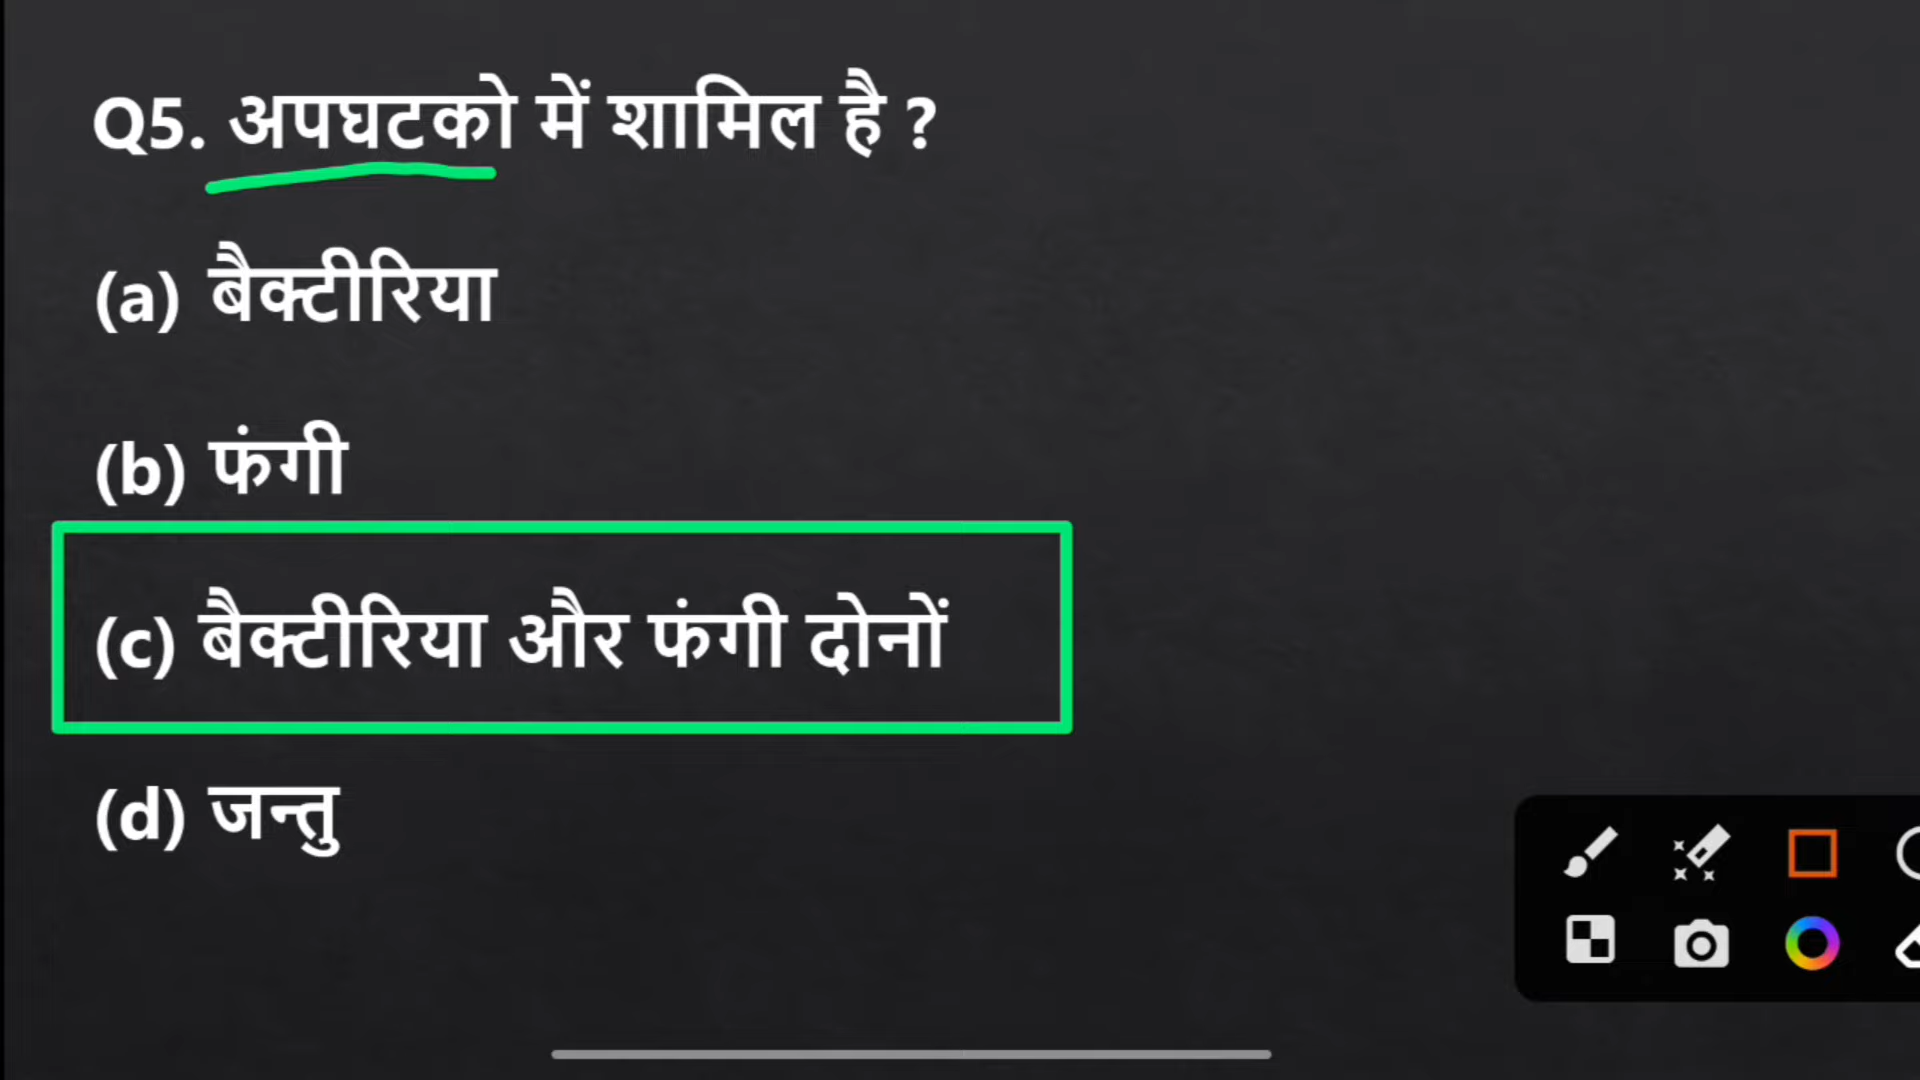 Q5. अपघटको में शामिल है ?
(a) बैक्टीरिया
(b) फंगी
(c) बैक्टीरिया और फंगी दोनों
(d) जन्तु